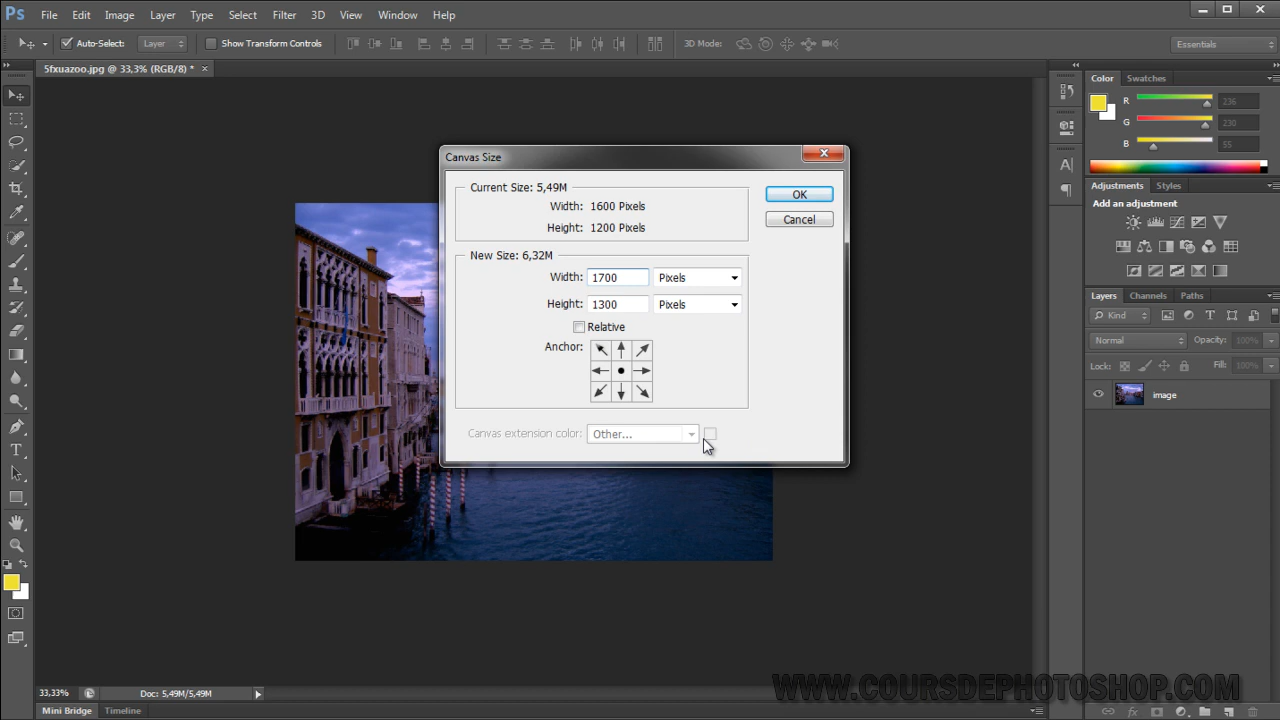 Ps File Edit Image Layer Type Select Filter 3D View Window Help
Auto-Select: Layer Show Transform Controls 3D Mode: Essentials
5fxuazoo.jpg @ 33,3% (RGB/8) * ×
Color Swatches
R 236
G 230
B 55
Canvas Size
Current Size: 5,49M
Width: 1600 Pixels
Height: 1200 Pixels
OK
Cancel
New Size: 6,32M
Width: 1700 Pixels
Height: 1300 Pixels
Relative
Anchor:
Canvas extension color: Other...
Adjustments Styles
Add an adjustment
Layers Channels Paths
Kind
Normal Opacity: 100%
Lock: Fill: 100%
image
33,33% Doc: 5,49M/5,49M
WWW.COURSDEPHOTOSHOP.COM
Mini Bridge Timeline